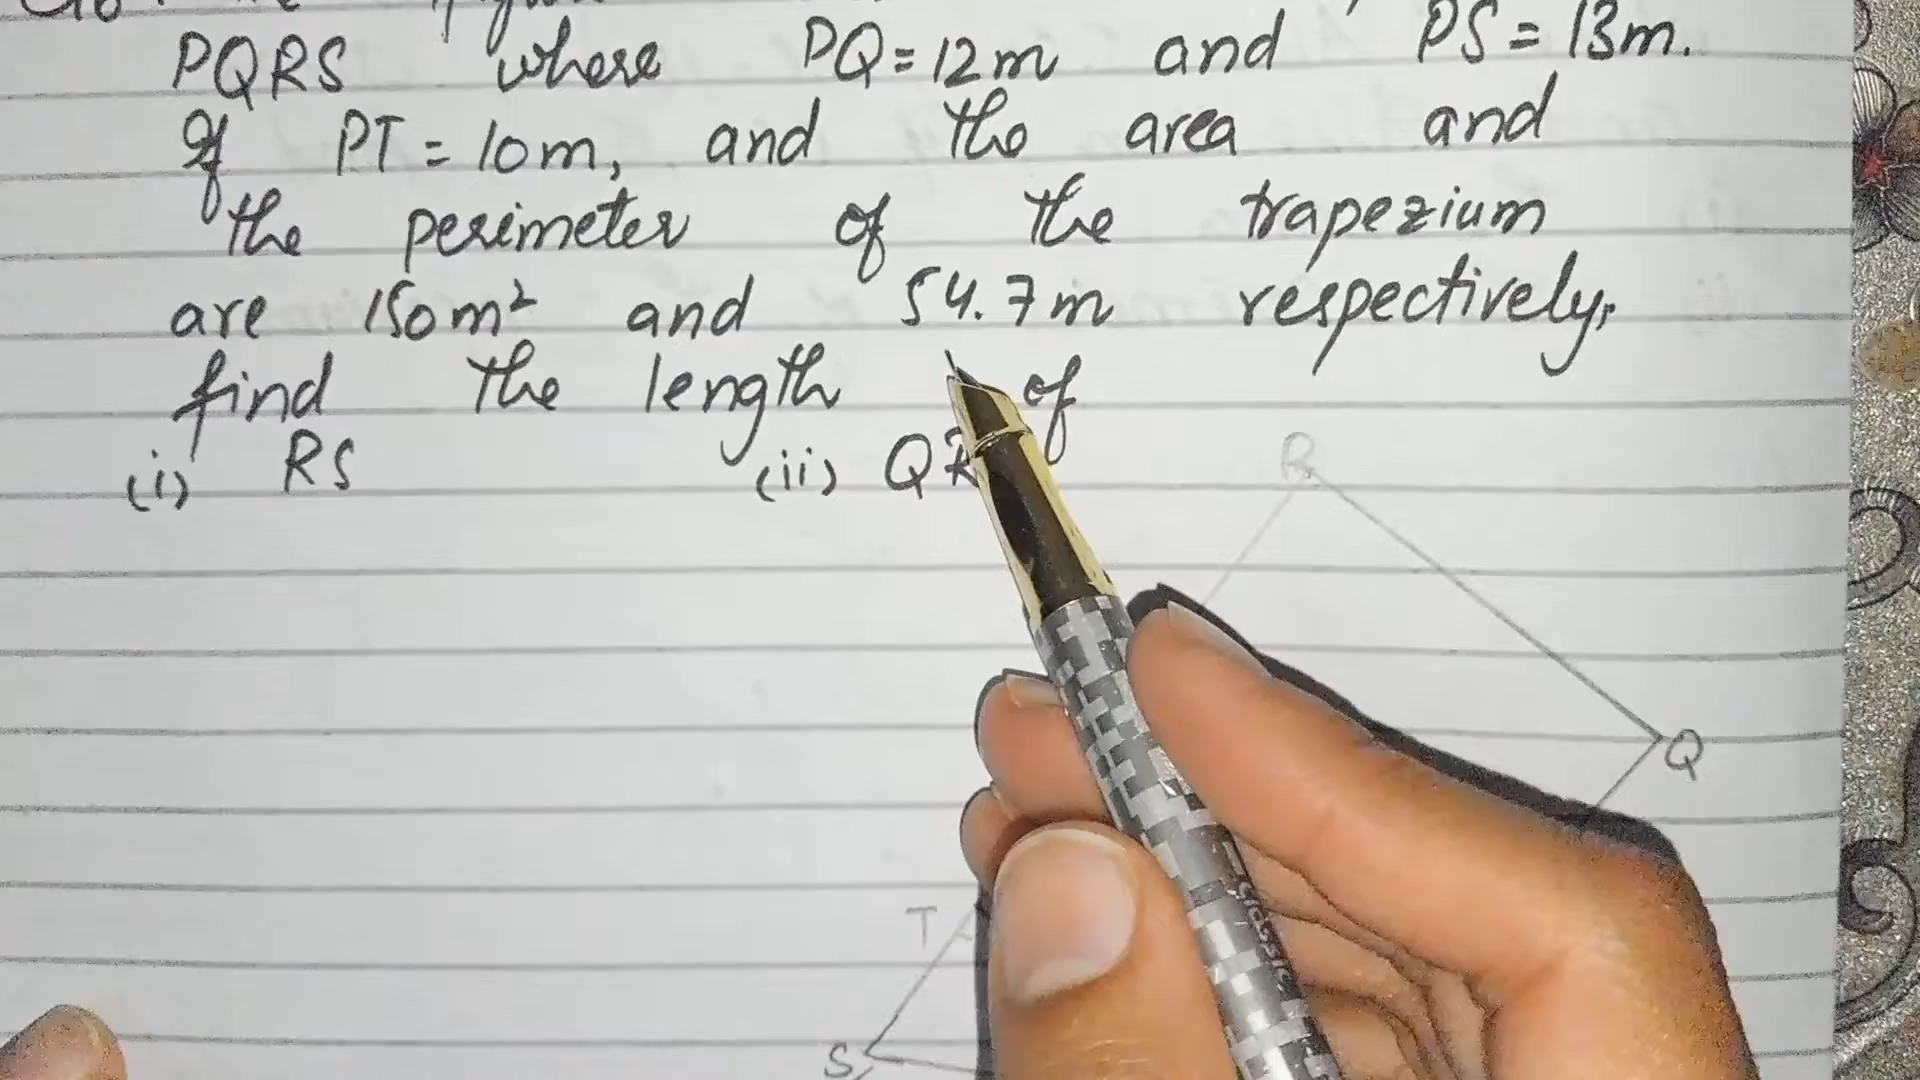 PQRS where PQ = 12m and PS = 13m.
If PT = 10m, and the area and
the perimeter of the trapezium
are 150m² and 54.7m respectively,
find the length of
(i) RS (ii) QR
R
Q
T
S
Classic